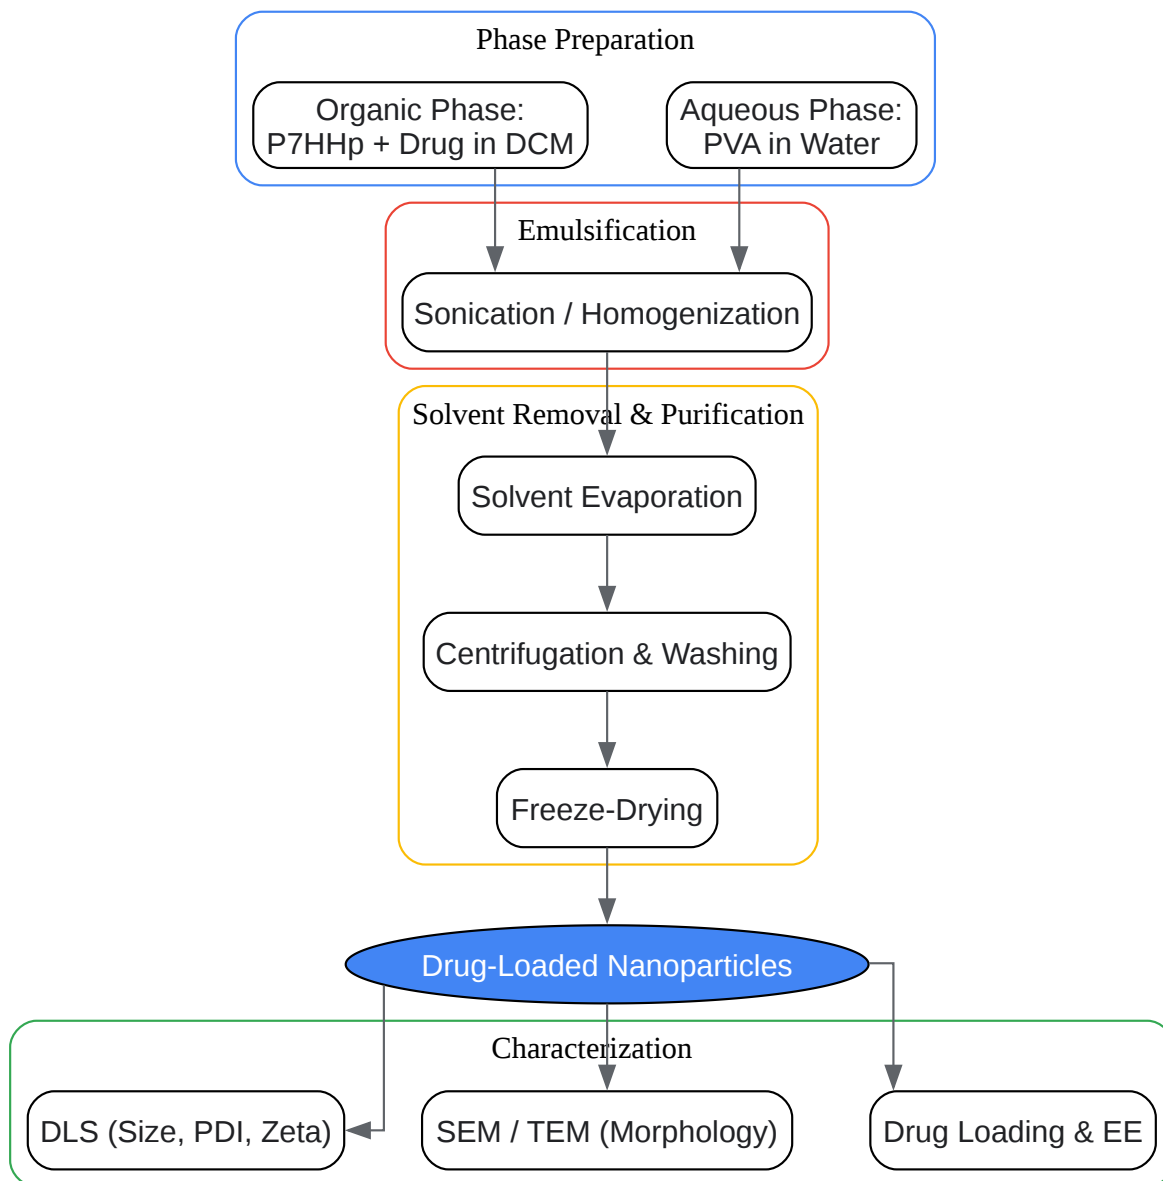 Phase Preparation
Organic Phase:
P7HHp + Drug in DCM
Aqueous Phase:
PVA in Water
Emulsification
Sonication / Homogenization
Solvent Removal & Purification
Solvent Evaporation
Centrifugation & Washing
Freeze-Drying
Drug-Loaded Nanoparticles
Characterization
DLS (Size, PDI, Zeta)
SEM / TEM (Morphology)
Drug Loading & EE